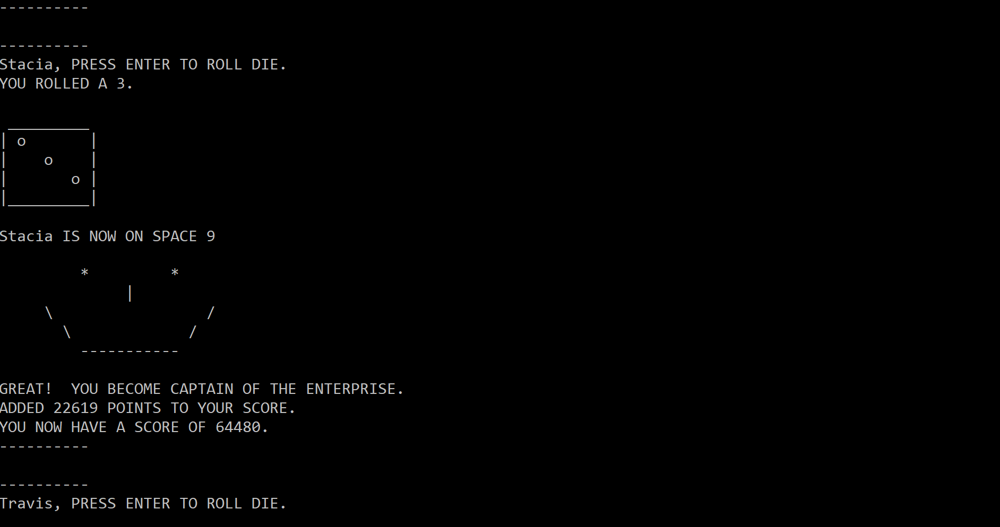 ----------
----------
Stacia, PRESS ENTER TO ROLL DIE.
YOU ROLLED A 3.
 _________
| o       |
|    o    |
|       o |
|_________|
Stacia IS NOW ON SPACE 9
         *         *
              |
     \                 /
       \             /
         -----------
GREAT!  YOU BECOME CAPTAIN OF THE ENTERPRISE.
ADDED 22619 POINTS TO YOUR SCORE.
YOU NOW HAVE A SCORE OF 64480.
----------
----------
Travis, PRESS ENTER TO ROLL DIE.